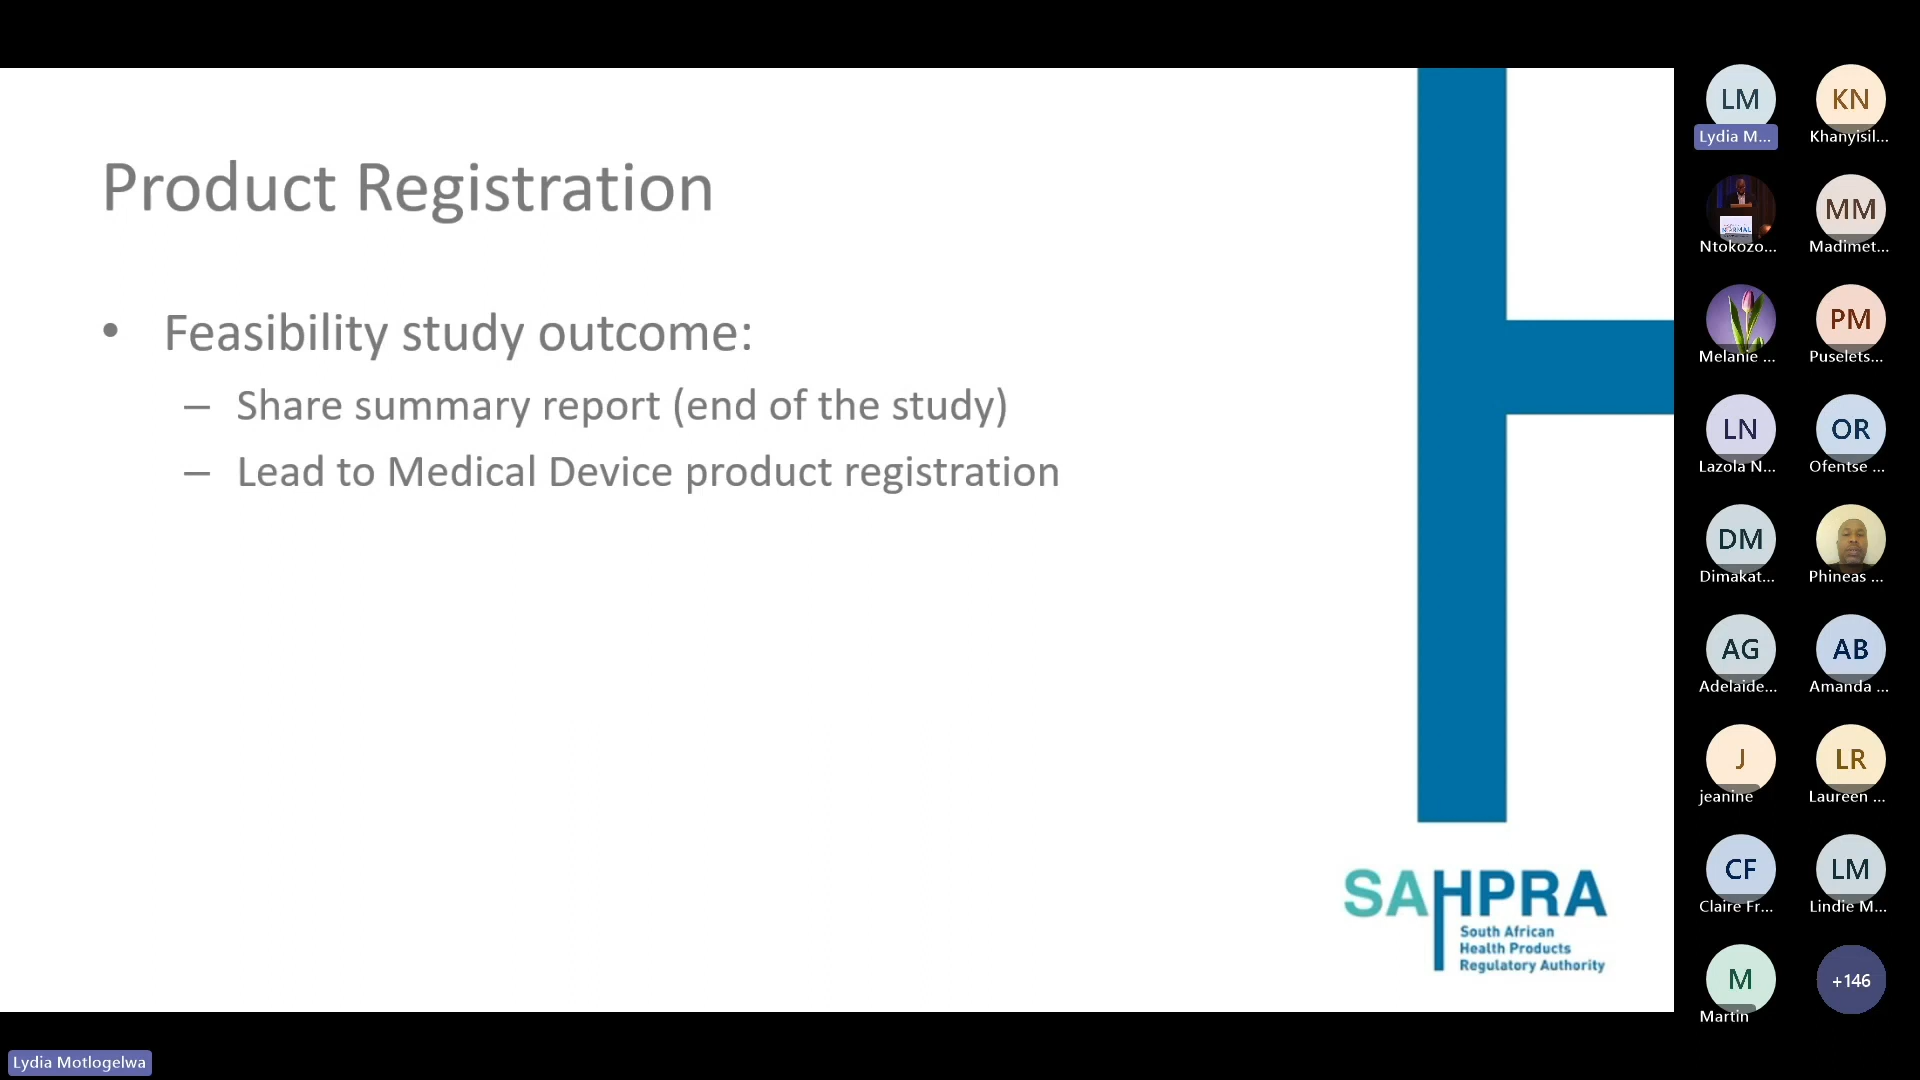 Product Registration
• Feasibility study outcome:
– Share summary report (end of the study)
– Lead to Medical Device product registration
SAHPRA
South African
Health Products
Regulatory Authority
LM
Lydia M...
KN
Khanyisil...
NORMAL
Ntokozo...
MM
Madimet...
Melanie ...
PM
Puselets...
LN
Lazola N...
OR
Ofentse ...
DM
Dimakat...
Phineas ...
AG
Adelaide...
AB
Amanda ...
J
jeanine
LR
Laureen ...
CF
Claire Fr...
LM
Lindie M...
M
Martin
+146
Lydia Motlogelwa